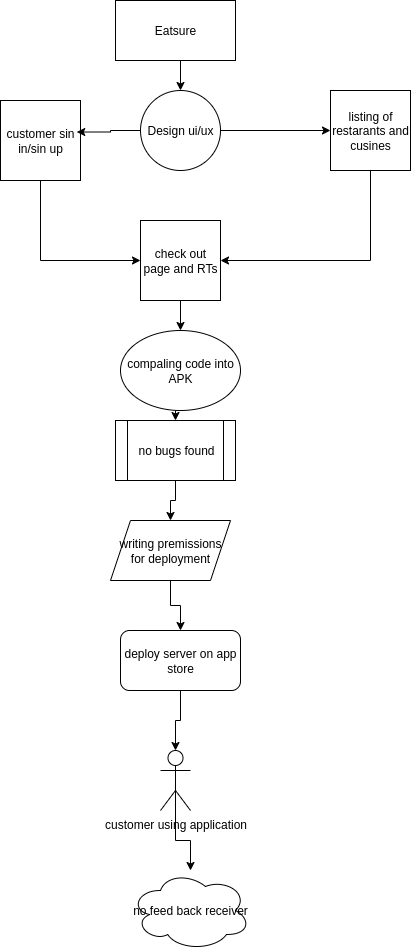 Eatsure
Design ui/ux
customer sin
in/sin up
listing of
restarants and
cusines
check out
page and RTs
compaling code into
APK
no bugs found
writing premissions
for deployment
deploy server on app
store
customer using application
no feed back receiver